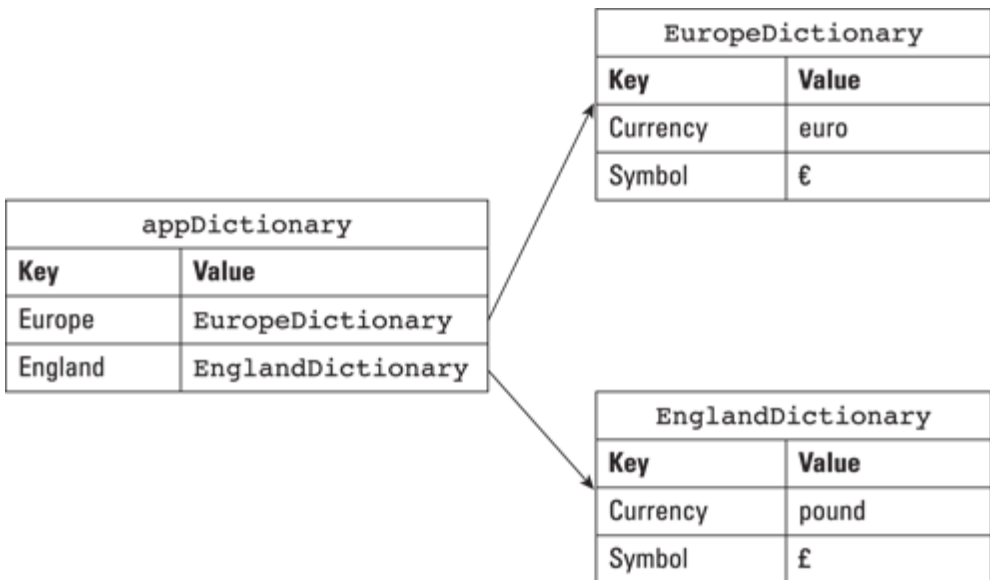 EuropeDictionary
Key Value
Currency euro
Symbol €
appDictionary
Key Value
Europe EuropeDictionary
England EnglandDictionary
EnglandDictionary
Key Value
Currency pound
Symbol £